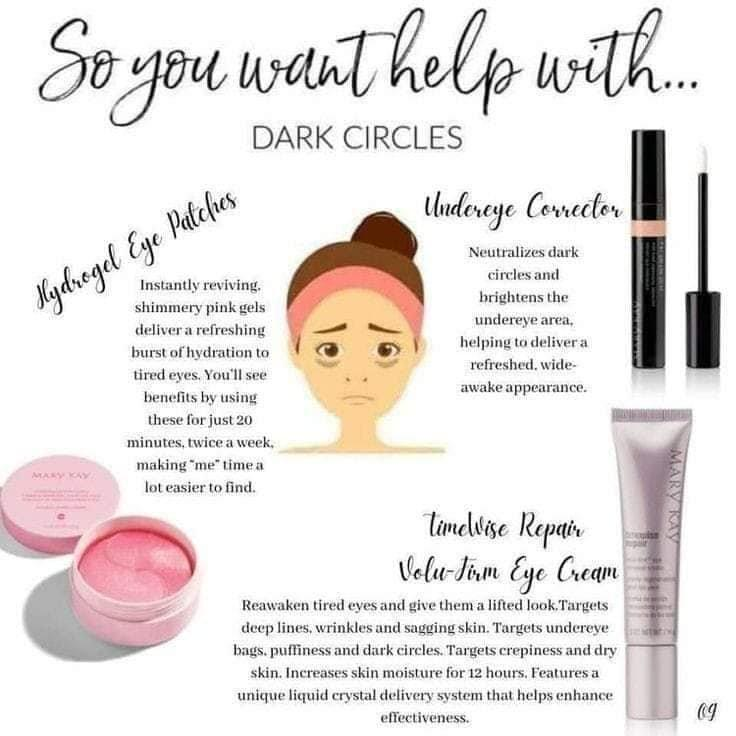 So you want help with...
DARK CIRCLES
Hydrogel Eye Patches
Instantly reviving.
shimmery pink gels
deliver a refreshing
burst of hydration to
tired eyes. You'll see
benefits by using
these for just 20
minutes, twice a week,
making "me" time a
lot easier to find.
Undereye Corrector
Neutralizes dark
circles and
brightens the
undereye area,
helping to deliver a
refreshed, wide-
awake appearance.
MARY KAY
MARY KAY
MARY KAY
timewise
repair
TimeWise Repair
Volu-Firm Eye Cream
Reawaken tired eyes and give them a lifted look.Targets
deep lines, wrinkles and sagging skin. Targets undereye
bags, puffiness and dark circles. Targets crepiness and dry
skin. Increases skin moisture for 12 hours. Features a
unique liquid crystal delivery system that helps enhance
effectiveness.